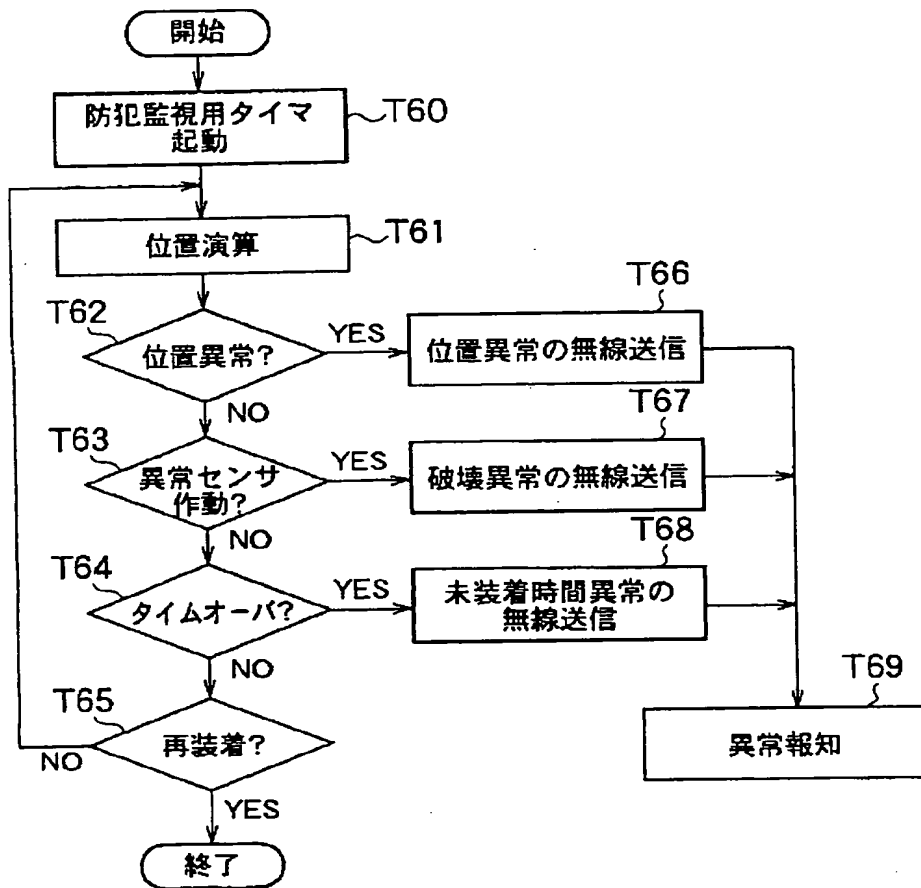 開始
防犯監視用タイマ
起動
T60
位置演算
T61
T62
位置異常?
YES
T66
位置異常の無線送信
NO
T63
異常センサ
作動?
YES
T67
破壊異常の無線送信
NO
T64
タイムオーバ?
YES
T68
未装着時間異常の
無線送信
NO
T65
再装着?
NO
T69
異常報知
YES
終了